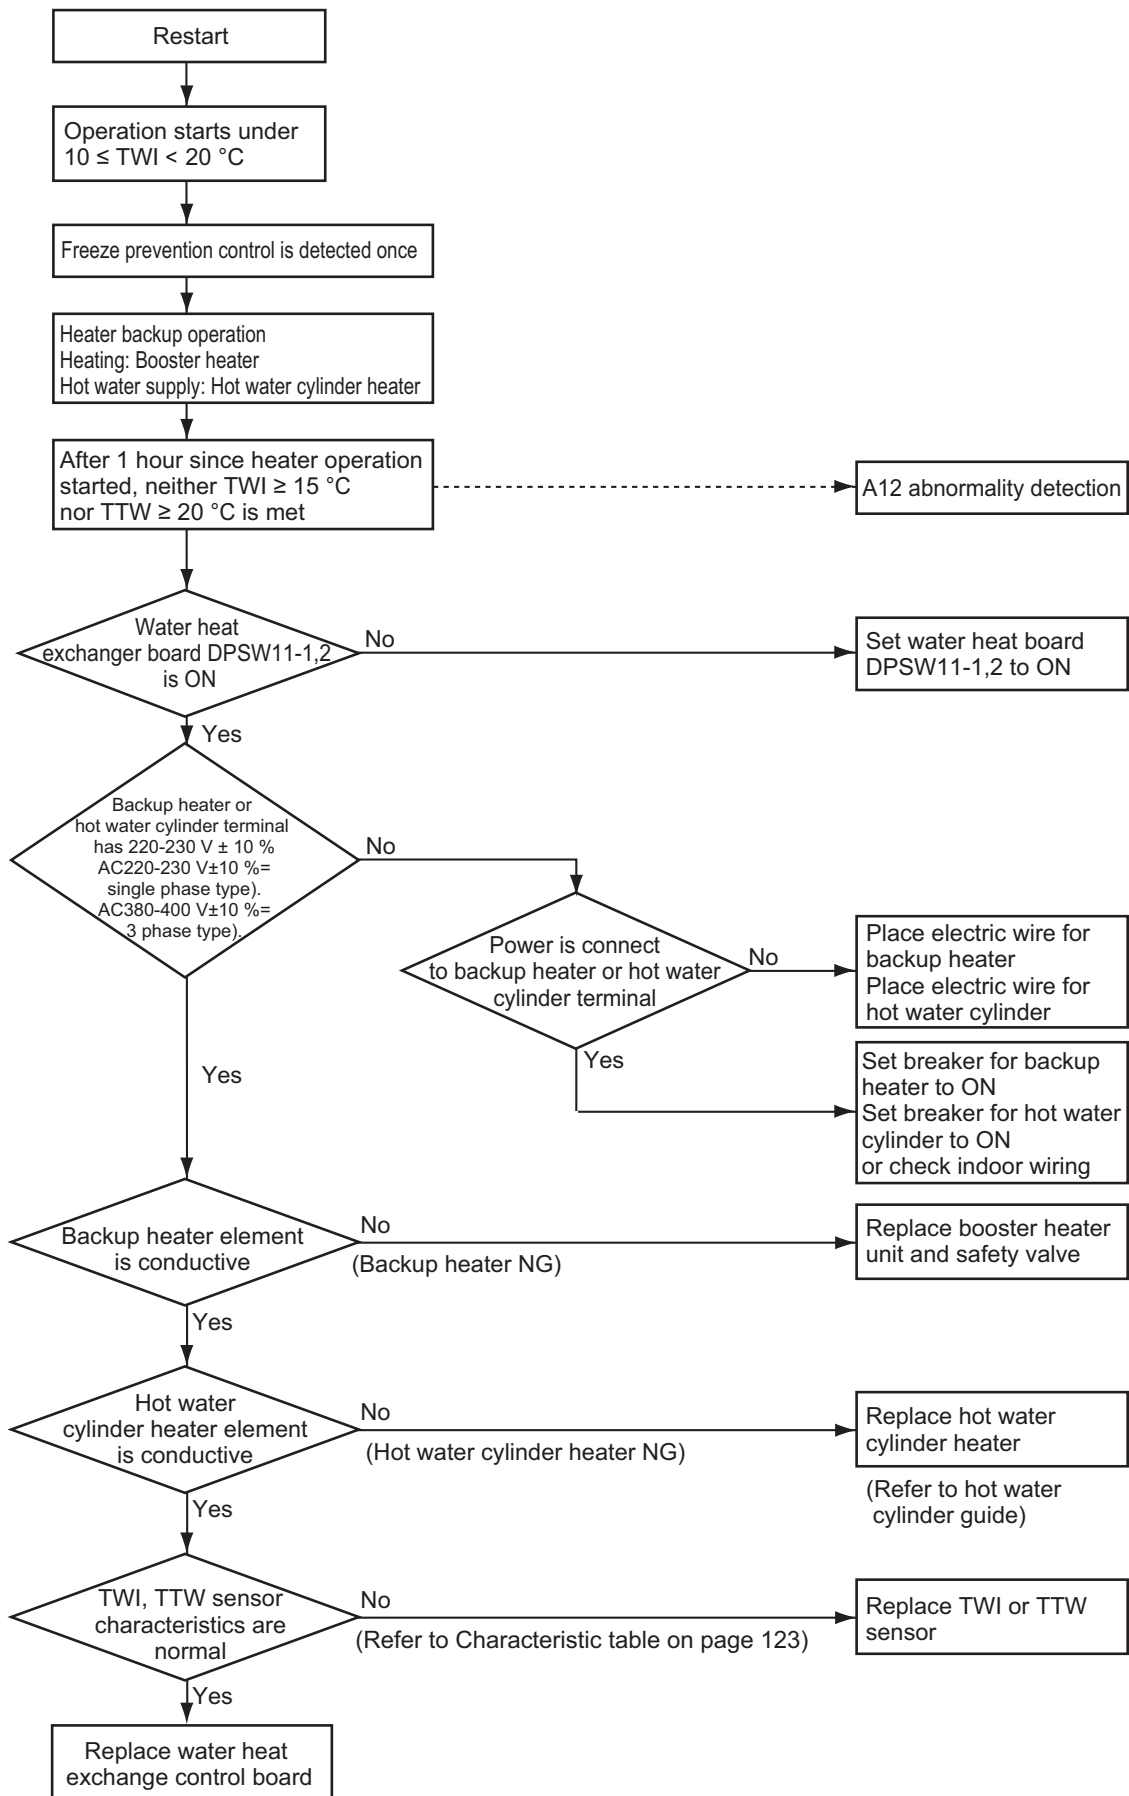 Restart
Operation starts under
10 ≤ TWI < 20 °C
Freeze prevention control is detected once
Heater backup operation
Heating: Booster heater
Hot water supply: Hot water cylinder heater
After 1 hour since heater operation
started, neither TWI ≥ 15 °C
nor TTW ≥ 20 °C is met
A12 abnormality detection
Water heat
exchanger board DPSW11-1,2
is ON
No
Set water heat board
DPSW11-1,2 to ON
Yes
Backup heater or
hot water cylinder terminal
has 220-230 V ± 10 %
AC220-230 V±10 %=
single phase type).
AC380-400 V±10 %=
3 phase type).
No
Power is connect
to backup heater or hot water
cylinder terminal
No
Place electric wire for
backup heater
Place electric wire for
hot water cylinder
Yes
Set breaker for backup
heater to ON
Set breaker for hot water
cylinder to ON
or check indoor wiring
Yes
Backup heater element
is conductive
No
(Backup heater NG)
Replace booster heater
unit and safety valve
Yes
Hot water
cylinder heater element
is conductive
No
(Hot water cylinder heater NG)
Replace hot water
cylinder heater
(Refer to hot water
cylinder guide)
Yes
TWI, TTW sensor
characteristics are
normal
No
(Refer to Characteristic table on page 123)
Replace TWI or TTW
sensor
Yes
Replace water heat
exchange control board